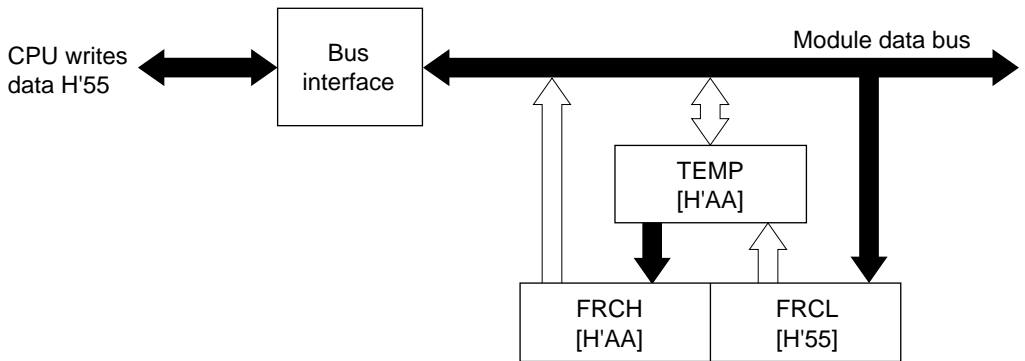 CPU writes
data H'55
Bus
interface
Module data bus
TEMP
[H'AA]
FRCH
[H'AA]
FRCL
[H'55]